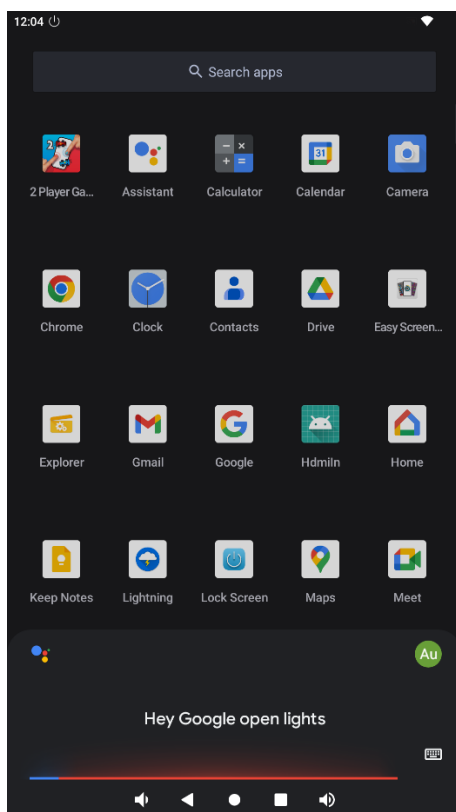 12:04
Search apps
2 Player Ga... Assistant Calculator Calendar Camera
Chrome Clock Contacts Drive Easy Screen...
Explorer Gmail Google HdmiIn Home
Keep Notes Lightning Lock Screen Maps Meet
Au
Hey Google open lights